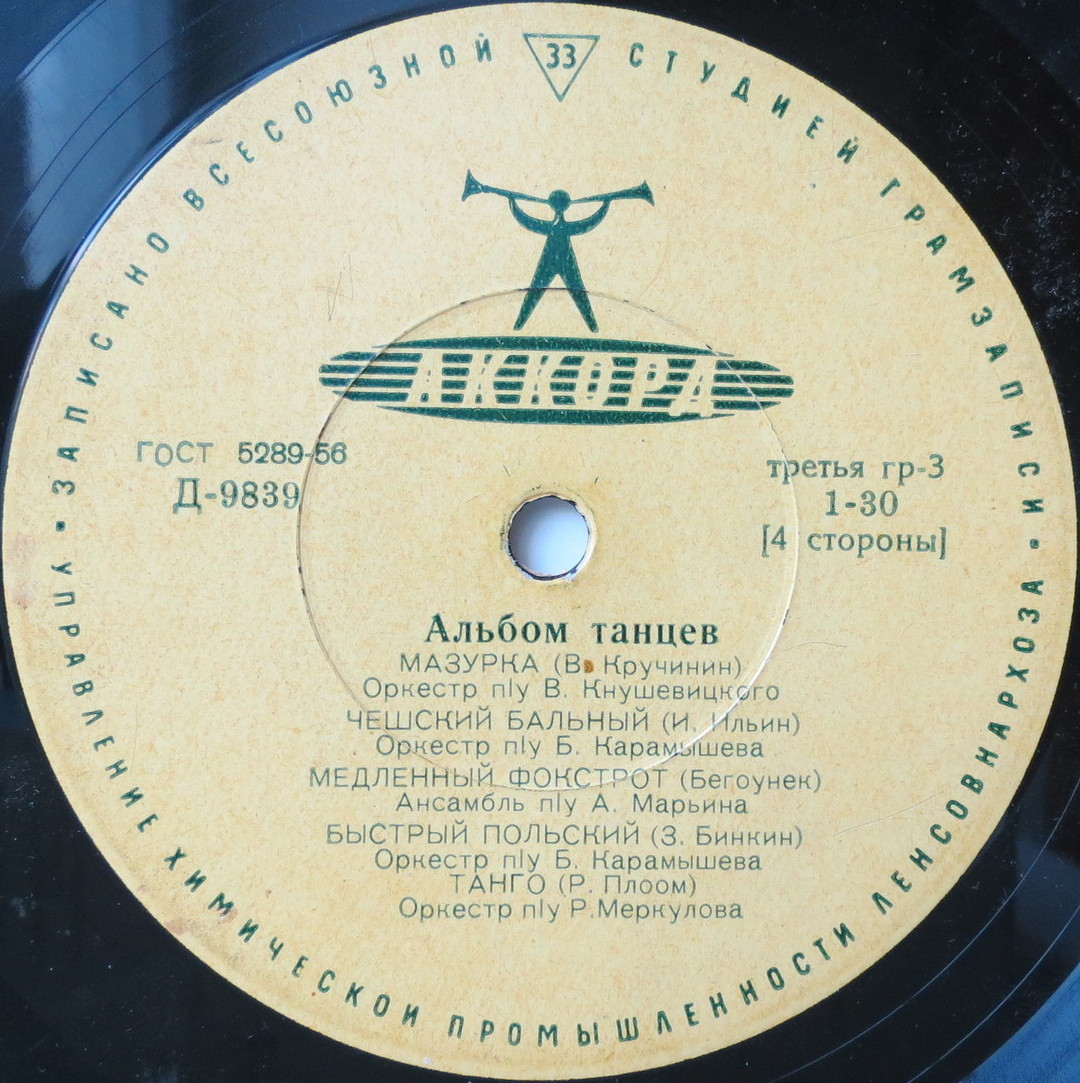 ЗАПИСАНО ВСЕСОЮЗНОЙ 33 СТУДИЕЙ ГРАМЗАПИСИ
АККОРД
ГОСТ 5289-56
Д-9839
третья гр-3
1-30
[4 стороны]
Альбом танцев
МАЗУРКА (В. Кручинин)
Оркестр п/у В. Кнушевицкого
ЧЕШСКИЙ БАЛЬНЫЙ (И. Ильин)
Оркестр п/у Б. Карамышева
МЕДЛЕННЫЙ ФОКСТРОТ (Бегоунек)
Ансамбль п/у А. Марьина
БЫСТРЫЙ ПОЛЬСКИЙ (З. Бинкин)
Оркестр п/у Б. Карамышева
ТАНГО (Р. Плоом)
Оркестр п/у Р.Меркулова
УПРАВЛЕНИЕ ХИМИЧЕСКОЙ ПРОМЫШЛЕННОСТИ ЛЕНСОВНАРХОЗА